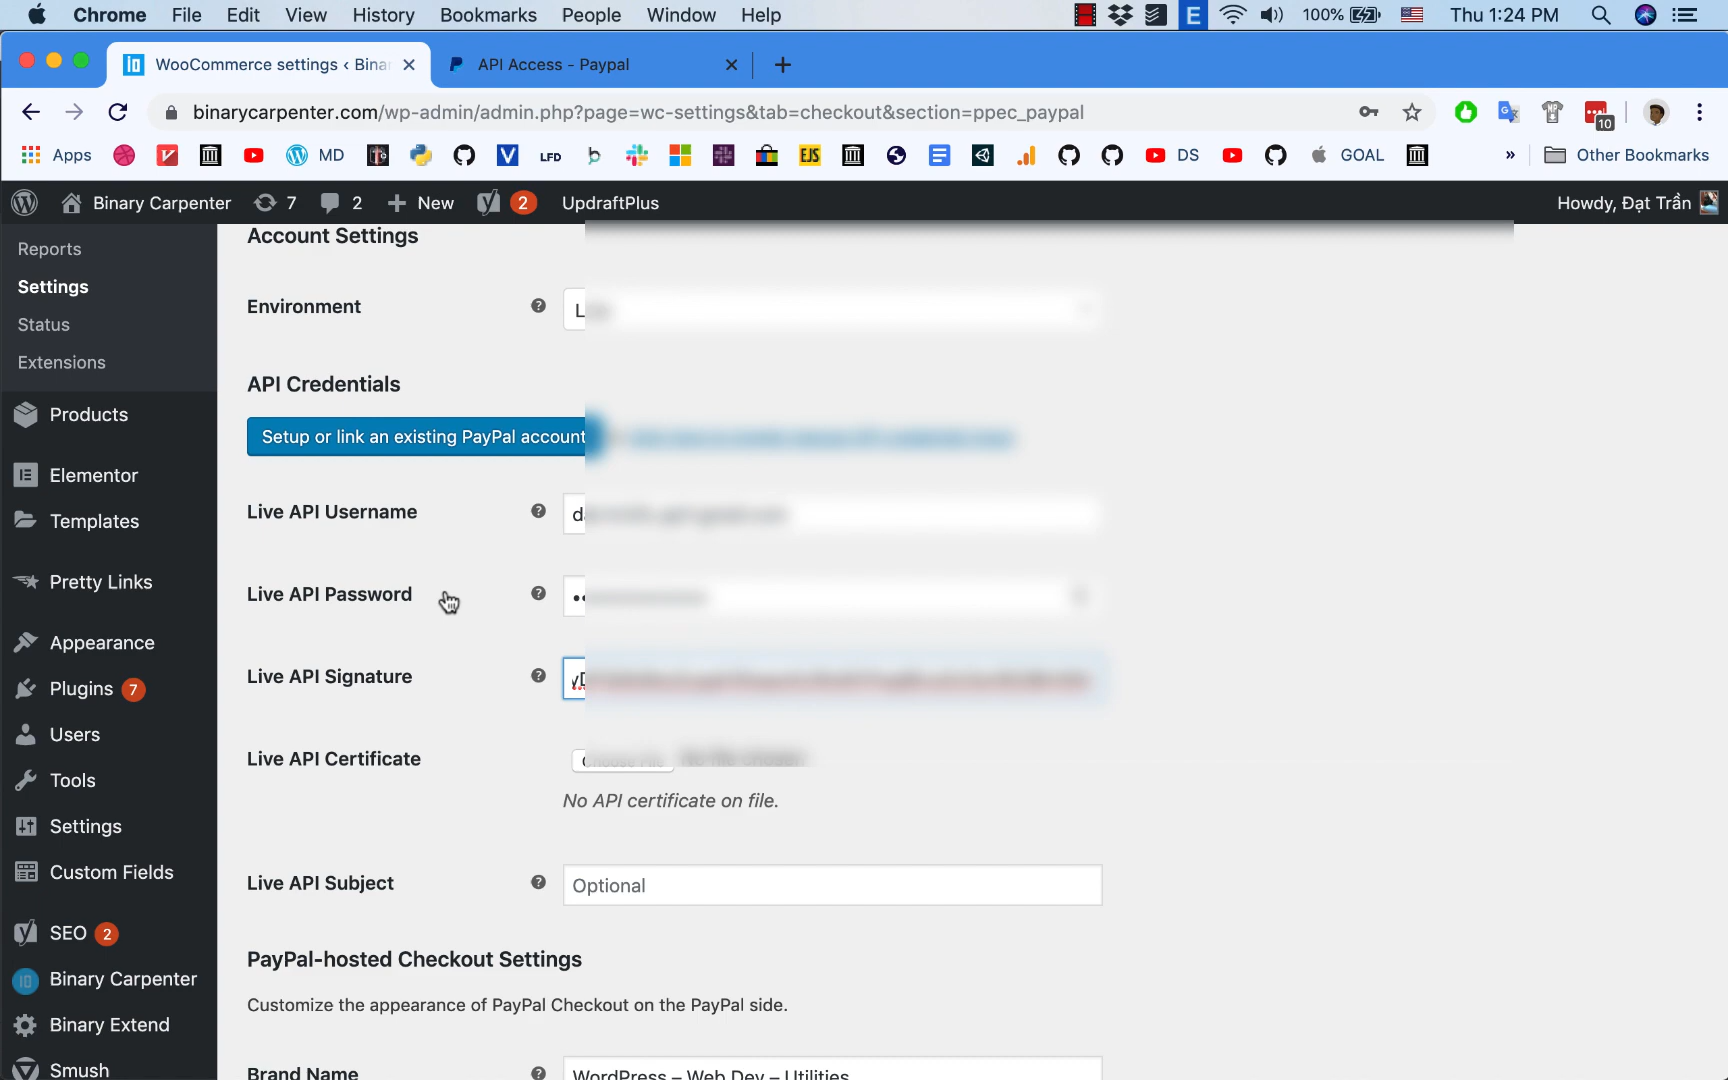 Chrome File Edit View History Bookmarks People Window Help
E 100% Thu 1:24 PM
WooCommerce settings ‹ Bina
API Access - Paypal
binarycarpenter.com/wp-admin/admin.php?page=wc-settings&tab=checkout&section=ppec_paypal
10
Apps MD LFD EJS DS GOAL » Other Bookmarks
Binary Carpenter 7 2 New 2 UpdraftPlus Howdy, Đạt Trần
Reports
Settings
Status
Extensions
Products
Elementor
Templates
Pretty Links
Appearance
Plugins 7
Users
Tools
Settings
Custom Fields
SEO 2
Binary Carpenter
Binary Extend
Smush
Account Settings
Environment
API Credentials
Setup or link an existing PayPal account
Live API Username
Live API Password
Live API Signature
Live API Certificate
No API certificate on file.
Live API Subject Optional
PayPal-hosted Checkout Settings
Customize the appearance of PayPal Checkout on the PayPal side.
Brand Name WordPress – Web Dev – Utilities